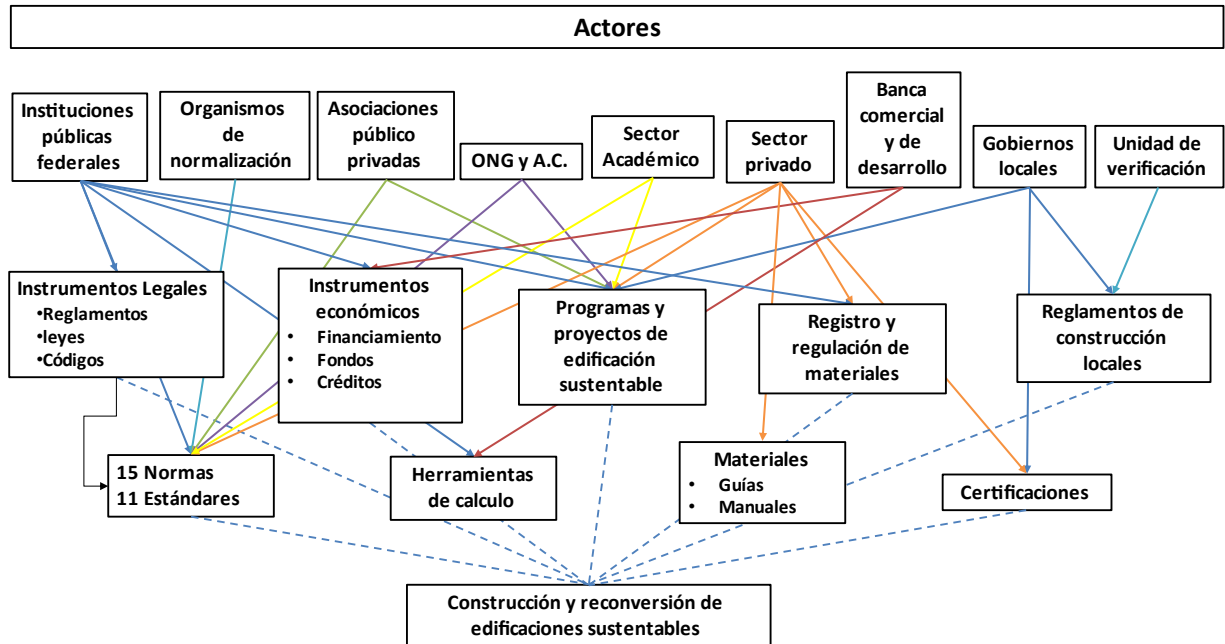 Actores
Instituciones
públicas
federales
Organismos
de
normalización
Asociaciones
público
privadas
ONG y A.C.
Sector
Académico
Sector
privado
Banca
comercial
y de
desarrollo
Gobiernos
locales
Unidad de
verificación
Instrumentos Legales
•Reglamentos
•leyes
•Códigos
Instrumentos
económicos
• Financiamiento
• Fondos
• Créditos
Programas y
proyectos de
edificación
sustentable
Registro y
regulación de
materiales
Reglamentos de
construcción
locales
15 Normas
11 Estándares
Herramientas
de calculo
Materiales
• Guías
• Manuales
Certificaciones
Construcción y reconversión de
edificaciones sustentables